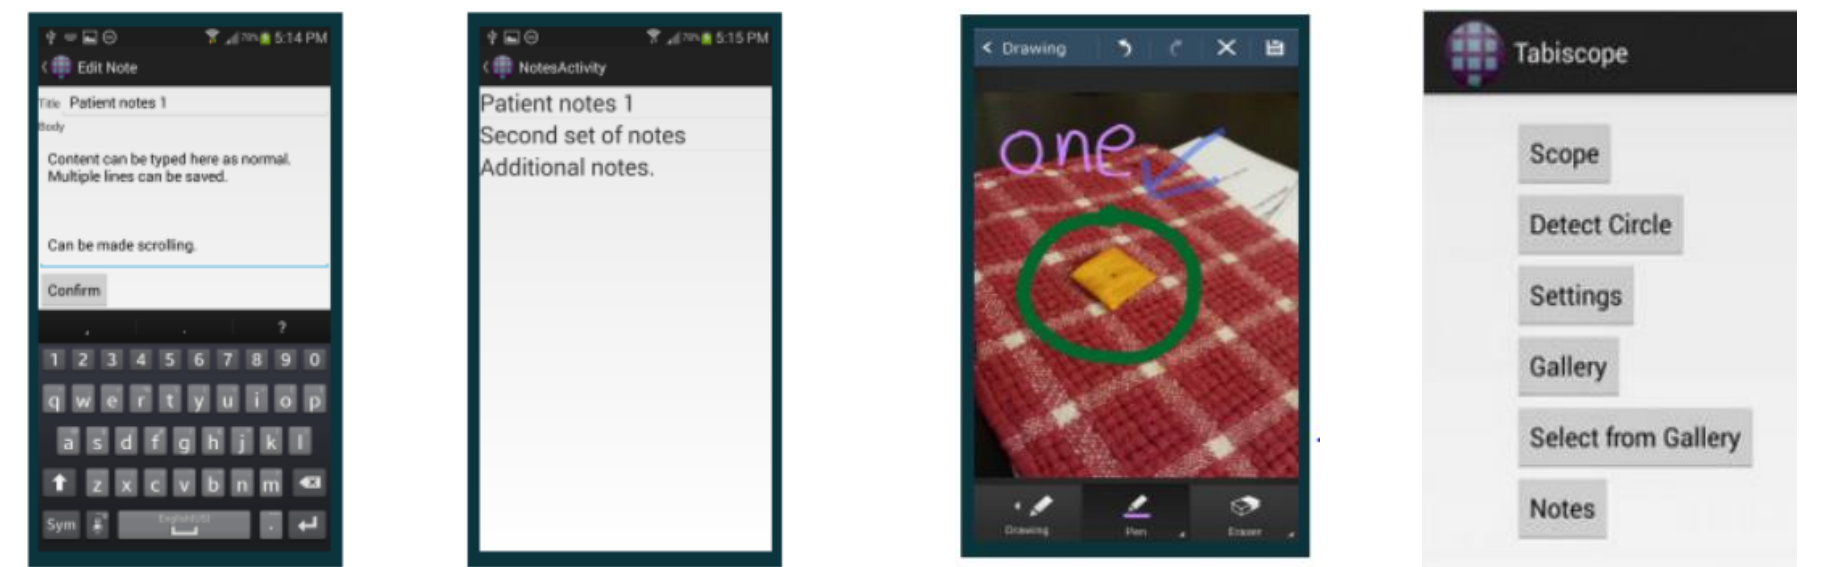 5:14 PM
Edit Note
Title Patient notes 1
Body
Content can be typed here as normal.
Multiple lines can be saved.
Can be made scrolling.
Confirm
, . ?
1 2 3 4 5 6 7 8 9 0
q w e r t y u i o p
a s d f g h j k l
z x c v b n m
Sym English(US) .
5:15 PM
NotesActivity
Patient notes 1
Second set of notes
Additional notes.
Drawing
one
Drawing Pen Eraser
Tabiscope
Scope
Detect Circle
Settings
Gallery
Select from Gallery
Notes